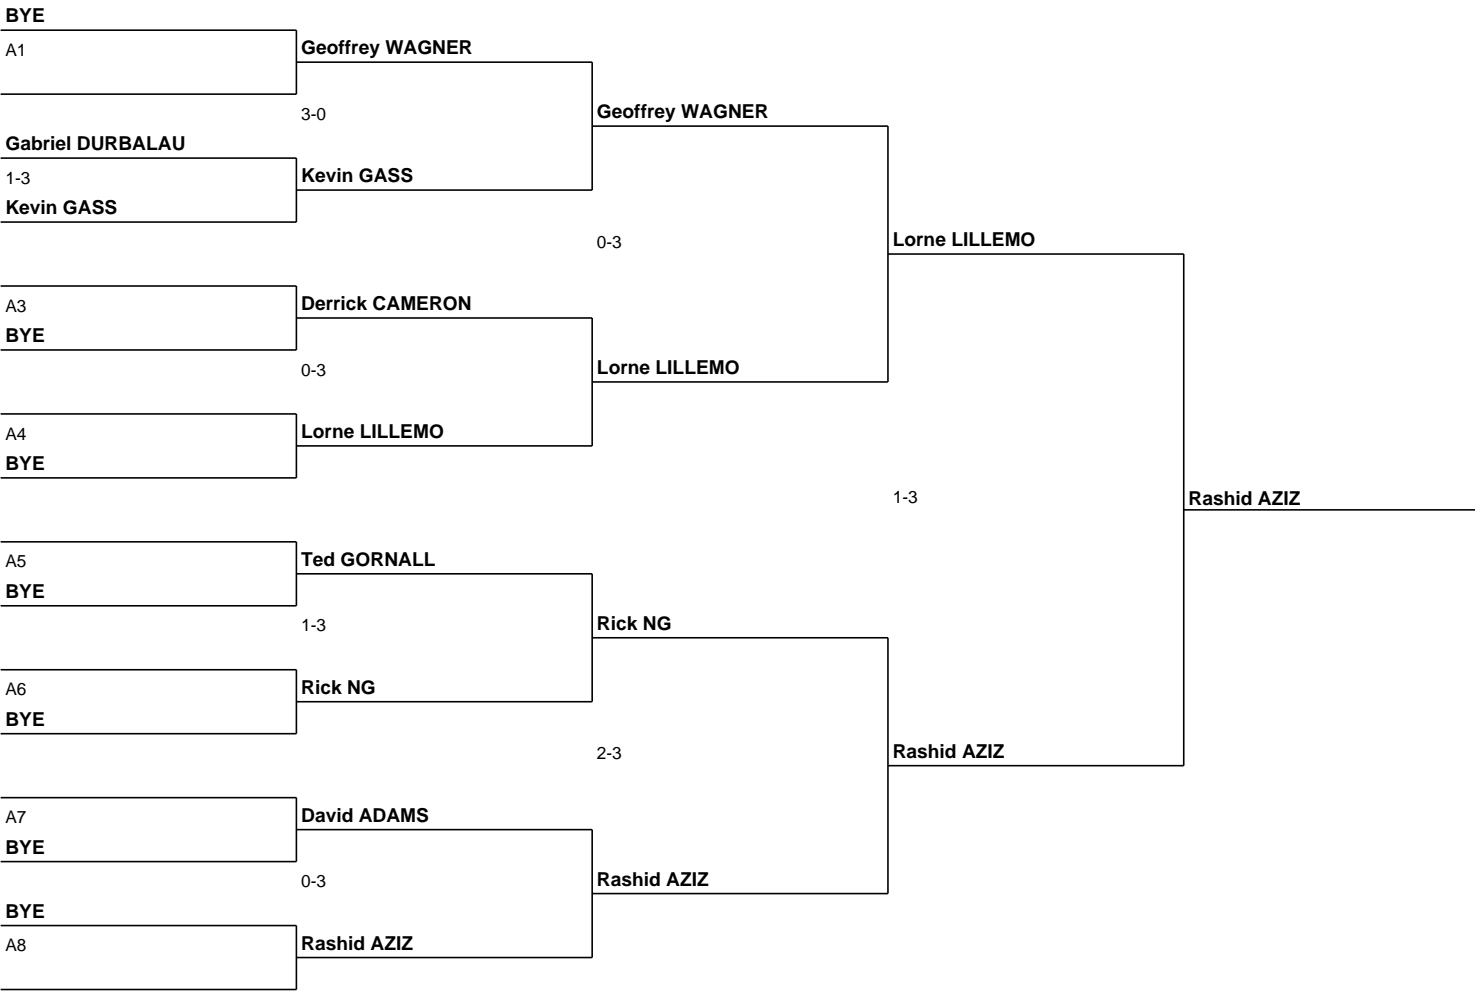 BYE
A1
Geoffrey WAGNER
3-0
Geoffrey WAGNER
Gabriel DURBALAU
1-3
Kevin GASS
Kevin GASS
0-3
Lorne LILLEMO
A3
Derrick CAMERON
BYE
0-3
Lorne LILLEMO
A4
Lorne LILLEMO
BYE
1-3
Rashid AZIZ
A5
Ted GORNALL
BYE
1-3
Rick NG
A6
Rick NG
BYE
2-3
Rashid AZIZ
A7
David ADAMS
BYE
0-3
Rashid AZIZ
BYE
A8
Rashid AZIZ